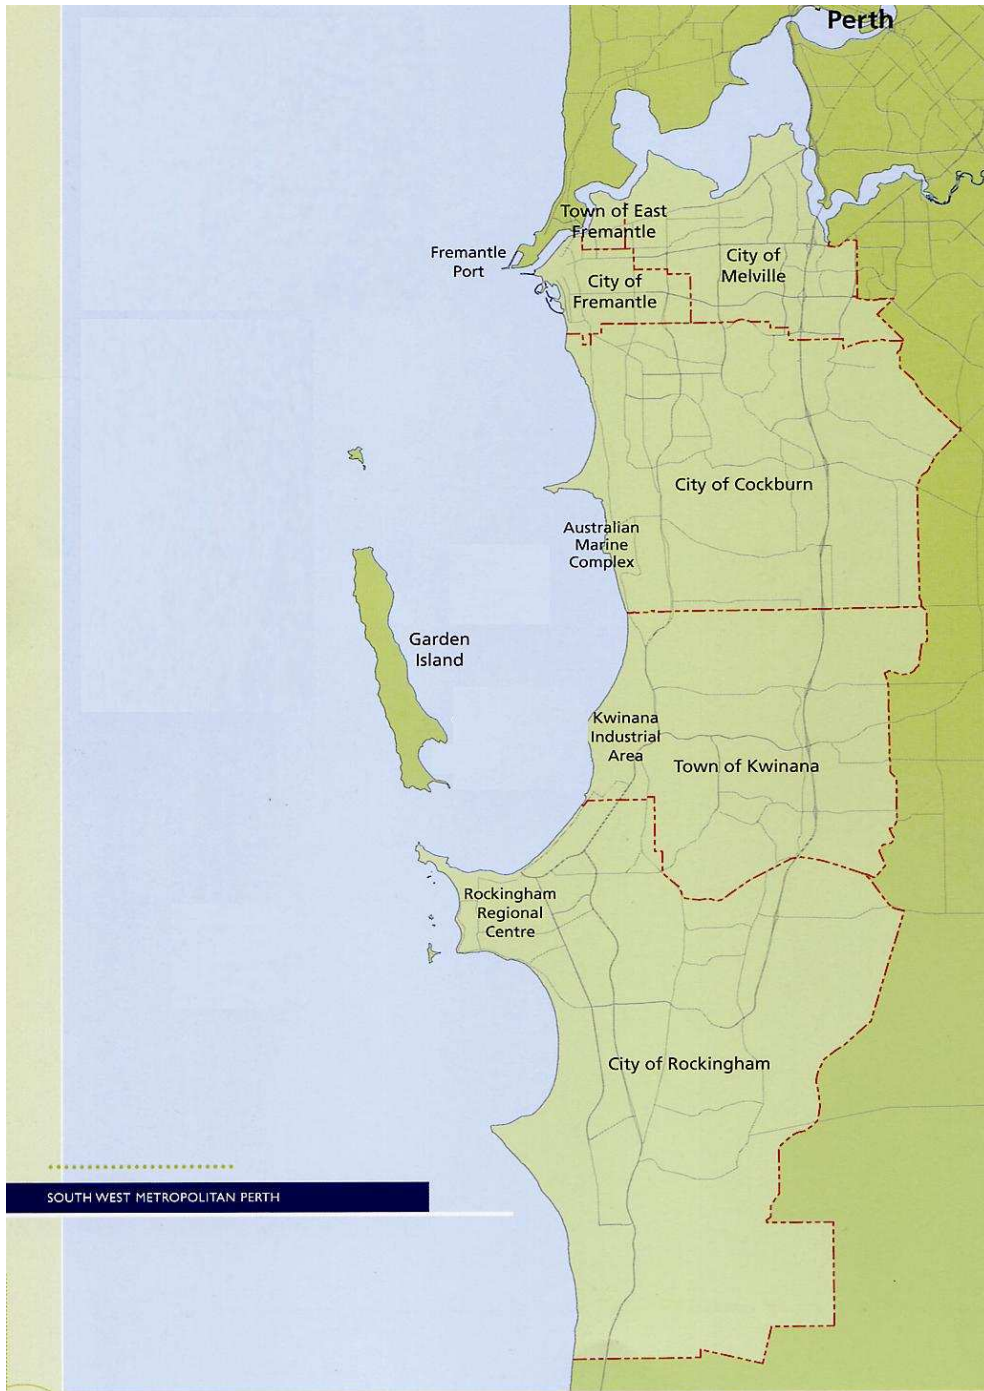 Perth
Town of East
Fremantle
Fremantle
Port
City of
Melville
City of
Fremantle
City of Cockburn
Australian
Marine
Complex
Garden
Island
Kwinana
Industrial
Area
Town of Kwinana
Rockingham
Regional
Centre
City of Rockingham
SOUTH WEST METROPOLITAN PERTH